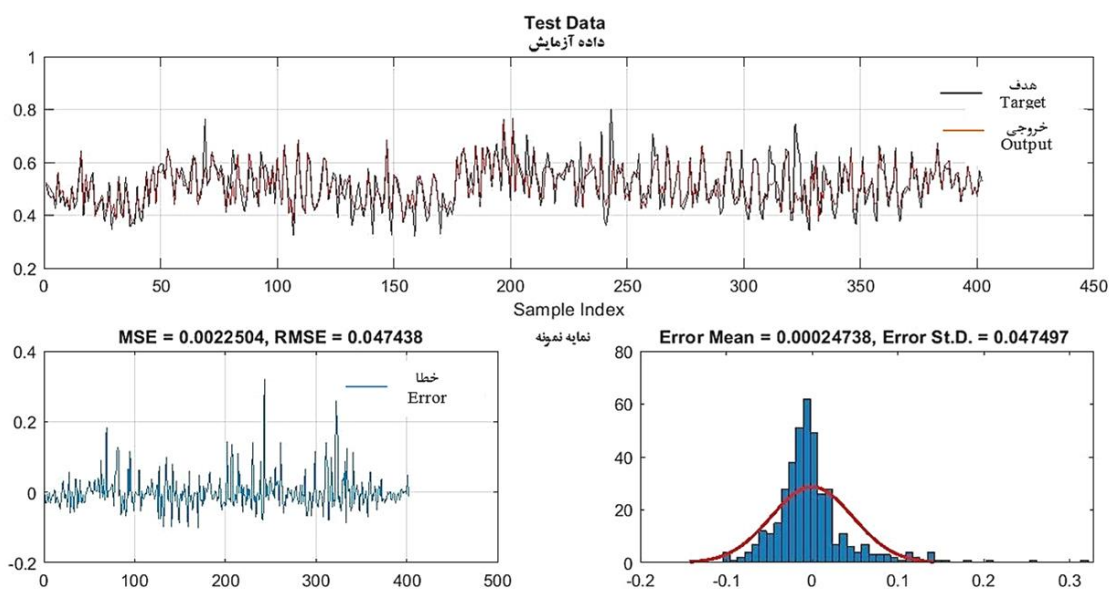 Test Data
داده آزمایش
1
0.8
0.6
0.4
0.2
هدف
Target
خروجی
Output
0 50 100 150 200 250 300 350 400 450
Sample Index
نمایه نمونه
MSE = 0.0022504, RMSE = 0.047438
0.4
0.2
0
-0.2
خطا
Error
0 100 200 300 400 500
Error Mean = 0.00024738, Error St.D. = 0.047497
80
60
40
20
0
-0.2 -0.1 0 0.1 0.2 0.3